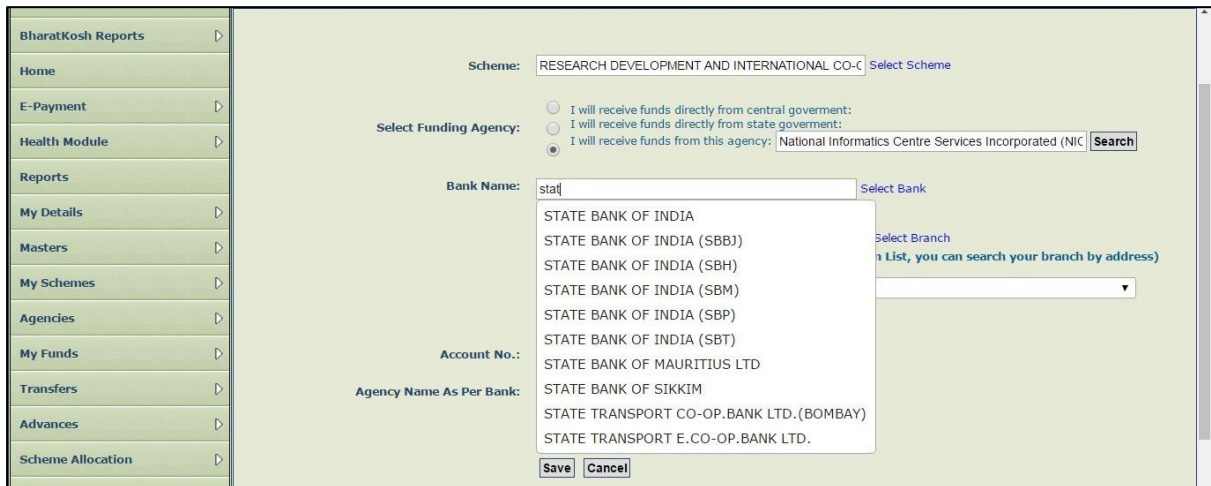 BharatKosh Reports
Home
E-Payment
Health Module
Reports
My Details
Masters
My Schemes
Agencies
My Funds
Transfers
Advances
Scheme Allocation
Scheme: RESEARCH DEVELOPMENT AND INTERNATIONAL CO-C Select Scheme
Select Funding Agency:
I will receive funds directly from central goverment:
I will receive funds directly from state goverment:
I will receive funds from this agency: National Informatics Centre Services Incorporated (NIC Search
Bank Name: stat Select Bank
STATE BANK OF INDIA
STATE BANK OF INDIA (SBBJ)
STATE BANK OF INDIA (SBH)
STATE BANK OF INDIA (SBM)
STATE BANK OF INDIA (SBP)
STATE BANK OF INDIA (SBT)
STATE BANK OF MAURITIUS LTD
STATE BANK OF SIKKIM
STATE TRANSPORT CO-OP.BANK LTD.(BOMBAY)
STATE TRANSPORT E.CO-OP.BANK LTD.
Select Branch
List, you can search your branch by address)
Account No.:
Agency Name As Per Bank:
Save Cancel